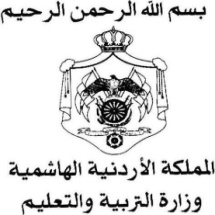 بسم الله الرحمن الرحيم
المملكة الأردنية الهاشمية
وزارة التربية والتعليم